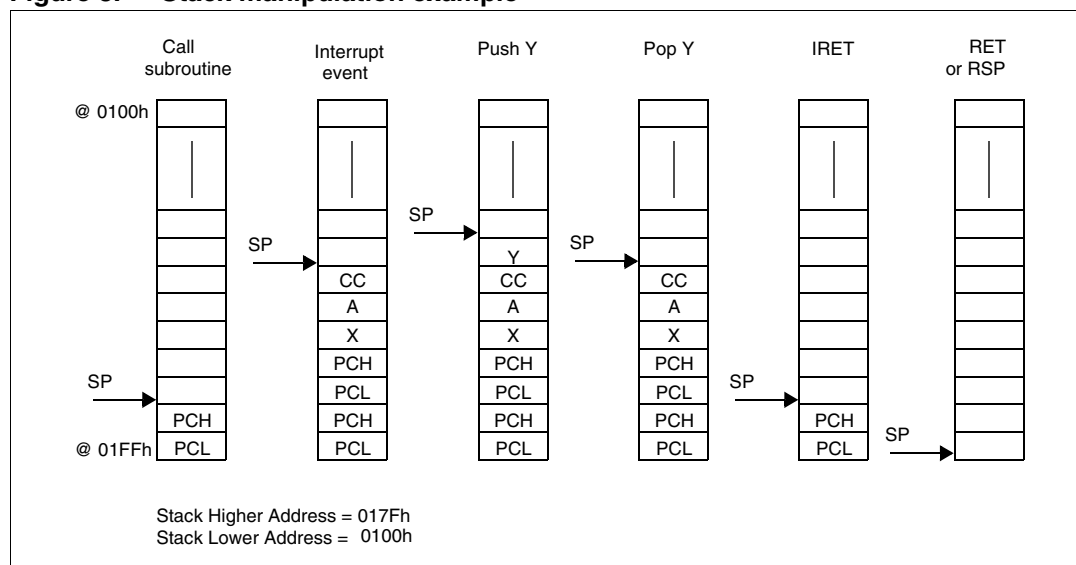 Figure 8. Stack manipulation example
Call subroutine
Interrupt event
Push Y
Pop Y
IRET
RET or RSP
@ 0100h
SP
PCH
@ 01FFh
PCL
SP
CC
A
X
PCH
PCL
PCH
PCL
SP
Y
CC
A
X
PCH
PCL
PCH
PCL
SP
CC
A
X
PCH
PCL
PCH
PCL
SP
PCH
PCL
SP
Stack Higher Address = 017Fh
Stack Lower Address = 0100h